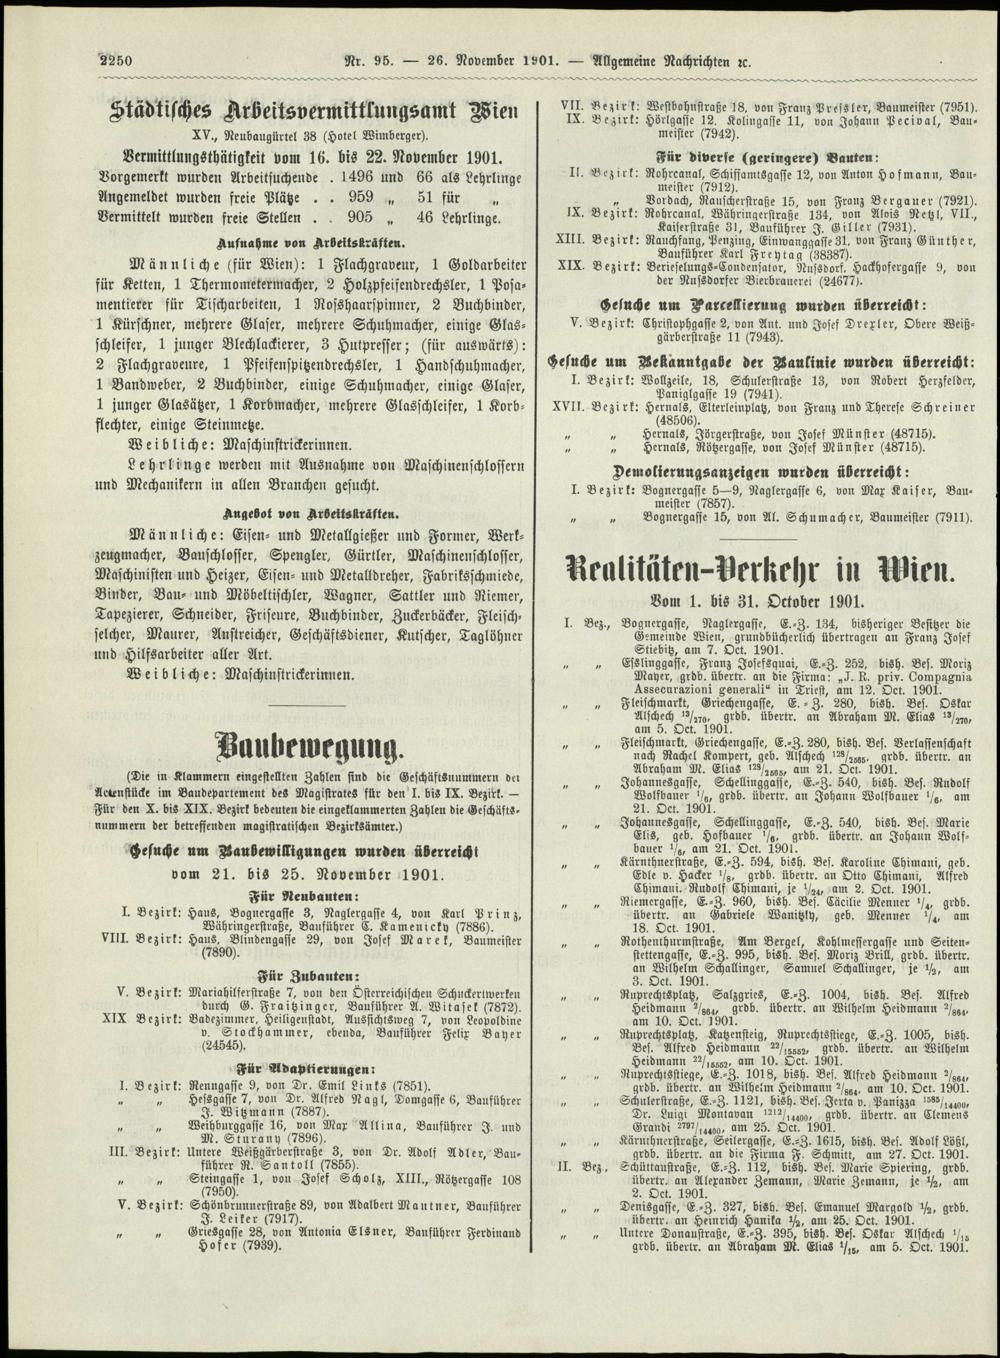 2250
Nr. 95. — 26. November 1901. — Allgemeine Nachrichten ꝛc.
Städtisches Arbeitsvermittlungsamt Wien
XV., Neubaugürtel 38 (Hotel Wimberger).
Vermittlungsthätigkeit vom 16. bis 22. November 1901.
Vorgemerkt wurden Arbeitsuchende . 1496 und 66 als Lehrlinge
Angemeldet wurden freie Plätze . . 959 „ 51 für „
Vermittelt wurden freie Stellen . . 905 „ 46 Lehrlinge.
Aufnahme von Arbeitskräften.
Männliche (für Wien): 1 Flachgraveur, 1 Goldarbeiter
für Ketten, 1 Thermometermacher, 2 Holzpfeifendrechsler, 1 Posa-
mentierer für Tischarbeiten, 1 Rosshaarspinner, 2 Buchbinder,
1 Kürschner, mehrere Glaser, mehrere Schuhmacher, einige Glas-
schleifer, 1 junger Blechlackierer, 3 Hutpresser; (für auswärts):
2 Flachgraveure, 1 Pfeifenspitzendrechsler, 1 Handschuhmacher,
1 Bandweber, 2 Buchbinder, einige Schuhmacher, einige Glaser,
1 junger Glasätzer, 1 Korbmacher, mehrere Glasschleifer, 1 Korb-
flechter, einige Steinmetze.
Weibliche: Maschinstrickerinnen.
Lehrlinge werden mit Ausnahme von Maschinenschlossern
und Mechanikern in allen Branchen gesucht.
Angebot von Arbeitskräften.
Männliche: Eisen- und Metallgießer und Former, Werk-
zeugmacher, Bauschlosser, Spengler, Gürtler, Maschinenschlosser,
Maschinisten und Heizer, Eisen- und Metalldreher, Fabriksschmiede,
Binder, Bau- und Möbeltischler, Wagner, Sattler und Riemer,
Tapezierer, Schneider, Friseure, Buchbinder, Zuckerbäcker, Fleisch-
selcher, Maurer, Anstreicher, Geschäftsdiener, Kutscher, Taglöhner
und Hilfsarbeiter aller Art.
Weibliche: Maschinstrickerinnen.
Baubewegung.
(Die in Klammern eingestellten Zahlen sind die Geschäftsnummern der
Actenstücke im Baudepartement des Magistrates für den I. bis IX. Bezirk. —
Für den X. bis XIX. Bezirk bedeuten die eingeklammerten Zahlen die Geschäfts-
nummern der betreffenden magistratischen Bezirksämter.)
Gesuche um Baubewilligungen wurden überreicht
vom 21. bis 25. November 1901.
Für Neubauten:
I. Bezirk: Haus, Bognergasse 3, Naglergasse 4, von Karl Prinz,
Währingerstraße, Bauführer E. Kamenicky (7886).
VIII. Bezirk: Haus, Blindengasse 29, von Josef Marek, Baumeister
(7890).
Für Zubauten:
V. Bezirk: Mariahilferstraße 7, von den Österreichischen Schuckertwerken
durch G. Fraitzinger, Bauführer A. Witasek (7872).
XIX Bezirk: Badezimmer, Heiligenstadt, Aussichtsweg 7, von Leopoldine
v. Stockhammer, ebenda, Bauführer Felix Bayer
(24545).
Für Adaptierungen:
I. Bezirk: Renngasse 9, von Dr. Emil Links (7851).
„ „ Hessgasse 7, von Dr. Alfred Nagl, Domgasse 6, Bauführer
J. Witzmann (7887).
„ „ Weihburggasse 16, von Max Allina, Bauführer J. und
M. Sturany (7896).
III. Bezirk: Untere Weißgärberstraße 3, von Dr. Adolf Adler, Bau-
führer R. Santoll (7855).
„ „ Steingasse 1, von Josef Scholz, XIII., Rötzergasse 108
(7950).
V. Bezirk: Schönbrunnerstraße 89, von Adalbert Mautner, Bauführer
J. Leiker (7917).
„ „ Griesgasse 28, von Antonia Elsner, Bauführer Ferdinand
Hofer (7939).
VII. Bezirk: Westbohnstraße 18, von Franz Pressler, Baumeister (7951).
IX. Bezirk: Hörlgasse 12, Kolingasse 11, von Johann Pecival, Bau-
meister (7942).
Für diverse (geringere) Bauten:
II. Bezirk: Rohrcanal, Schiffamtsgasse 12, von Anton Hofmann, Bau-
meister (7912).
„ Vordach, Rauscherstraße 15, von Franz Bergauer (7921).
IX. Bezirk: Rohrcanal, Währingerstraße 134, von Alois Netzl, VII.,
Kaiserstraße 31, Bauführer J. Giller (7931).
XIII. Bezirk: Rauchfang, Penzing, Einwanggasse 31, von Franz Günther,
Bauführer Karl Freytag (38387).
XIX. Bezirk: Berieselungs-Condensator, Nussdorf, Hackhofergasse 9, von
der Nussdorfer Bierbrauerei (24677).
Gesuche um Parcellierung wurden überreicht:
V. Bezirk: Christophgasse 2, von Ant. und Josef Drexler, Obere Weiß-
gärberstraße 11 (7943).
Gesuche um Bekanntgabe der Baulinie wurden überreicht:
I. Bezirk: Wollzeile, 18, Schulerstraße 13, von Robert Herzfelder,
Paniglgasse 19 (7941).
XVII. Bezirk: Hernals, Elterleinplatz, von Franz und Therese Schreiner
(48506).
„ „ Hernals, Jörgerstraße, von Josef Münster (48715).
„ „ Hernals, Rötzergasse, von Josef Münster (48715).
Demolierungsanzeigen wurden überreicht:
I. Bezirk: Bognergasse 5—9, Naglergasse 6, von Max Kaiser, Bau-
meister (7857).
„ „ Bognergasse 15, von Al. Schumacher, Baumeister (7911).
Realitäten-Verkehr in Wien.
Vom 1. bis 31. October 1901.
I. Bez., Bognergasse, Naglergasse, E.-Z. 134, bisheriger Besitzer die
Gemeinde Wien, grundbücherlich übertragen an Franz Josef
Stiebitz, am 7. Oct. 1901.
„ „ Esslinggasse, Franz Josefsquai, E.-Z. 252, bish. Bes. Moriz
Mayer, grdb. übertr. an die Firma: „J. R. priv. Compagnia
Assecurazioni generali“ in Triest, am 12. Oct. 1901.
„ „ Fleischmarkt, Griechengasse, E.-Z. 280, bish. Bes. Oskar
Alschech 13/270, grdb. übertr. an Abraham M. Elias 13/270,
am 5. Oct. 1901.
„ „ Fleischmarkt, Griechengasse, E.-Z. 280, bish. Bes. Verlassenschaft
nach Rachel Kompert, geb. Alschech 128/2565, grdb. übertr. an
Abraham M. Elias 128/2565, am 21. Oct. 1901.
„ „ Johannesgasse, Schellinggasse, E.-Z. 540, bish. Bes. Rudolf
Wolfbauer 1/6, grdb. übertr. an Johann Wolfbauer 1/6, am
21. Oct. 1901.
„ „ Johannesgasse, Schellinggasse, E.-Z. 540, bish. Bes. Marie
Elis, geb. Hofbauer 1/6, grdb. übertr. an Johann Wolf-
bauer 1/6, am 21. Oct. 1901.
„ „ Kärnthnerstraße, E.-Z. 594, bish. Bes. Karoline Chimani, geb.
Edle v. Hacker 1/8, grdb. übertr. an Otto Chimani, Alfred
Chimani, Rudolf Chimani, je 1/24, am 2. Oct. 1901.
„ „ Riemergasse, E.-Z. 960, bish. Bes. Cäcilie Menner 1/4, grdb.
übertr. an Gabriele Wanitzky, geb. Menner 1/4, am
18. Oct. 1901.
„ „ Rothenthurmstraße, Am Bergel, Kohlmessergasse und Seiten-
stettengasse, E.-Z. 995, bish. Bes. Moriz Brill, grdb. übertr.
an Wilhelm Schallinger, Samuel Schallinger, je 1/2, am
3. Oct. 1901.
„ „ Ruprechtsplatz, Salzgries, E.-Z. 1004, bish. Bes. Alfred
Heidmann 2/864, grdb. übertr. an Wilhelm Heidmann 2/864,
am 10. Oct. 1901.
„ „ Ruprechtsplatz, Katzensteig, Ruprechtsstiege, E.-Z. 1005, bish.
Bes. Alfred Heidmann 22/15552, grdb. übertr. an Wilhelm
Heidmann 22/15552, am 10. Oct. 1901.
„ „ Ruprechtsstiege, E.-Z. 1018, bish. Bes. Alfred Heidmann 2/864,
grdb. übertr. an Wilhelm Heidmann 2/864, am 10. Oct. 1901.
„ „ Schulerstraße, E.-Z. 1121, bish. Bes. Jerta v. Panizza 1585/14400,
Dr. Luigi Montavan 1212/14400, grdb. übertr. an Clemens
Grandi 2797/14400, am 25. Oct. 1901.
„ „ Kärnthnerstraße, Seilergasse, E.-Z. 1615, bish. Bes. Adolf Lößl,
grdb. übertr. an die Firma F. Schmitt, am 27. Oct. 1901.
II. Bez., Schüttaustraße, E.-Z. 112, bish. Bes. Marie Spiering, grdb.
übertr. an Alexander Zemann, Marie Zemann, je 1/2, am
2. Oct. 1901.
„ „ Denisgasse, E.-Z. 327, bish. Bes. Emanuel Margold 1/2, grdb.
übertr. an Heinrich Hanika 1/2, am 25. Oct. 1901.
„ „ Untere Donaustraße, E.-Z. 395, bish. Bes. Oskar Alschech 1/15
grdb. übertr. an Abraham M. Elias 1/15, am 5. Oct. 1901.